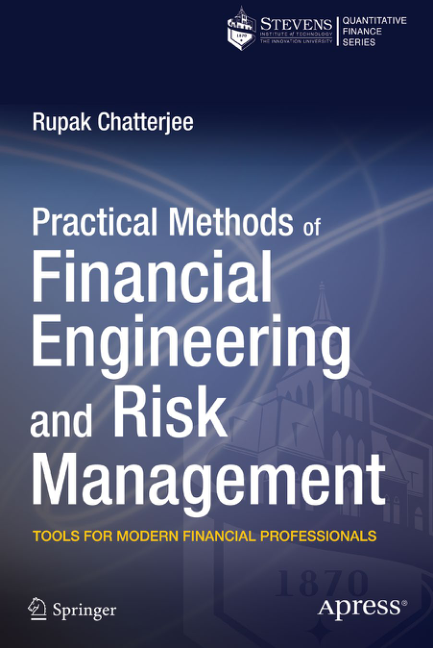 STEVENS
INSTITUTE of TECHNOLOGY
THE INNOVATION UNIVERSITY
1870
QUANTITATIVE
FINANCE
SERIES
Rupak Chatterjee
Practical Methods of
Financial
Engineering
and Risk
Management
TOOLS FOR MODERN FINANCIAL PROFESSIONALS
1870
Springer
Apress®